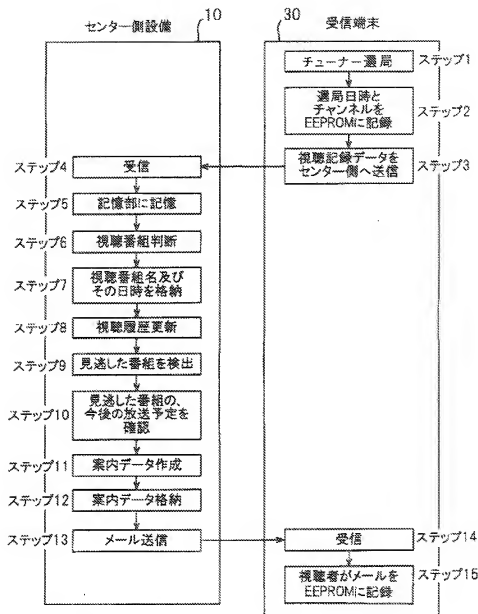 センター側設備
10
30
受信端末
チューナー選局
ステップ1
選局日時と
チャンネルを
EEPROMに記録
ステップ2
視聴記録データを
センター側へ送信
ステップ3
ステップ4
受信
ステップ5
記憶部に記憶
ステップ6
視聴番組判断
ステップ7
視聴番組名及び
その日時を格納
ステップ8
視聴履歴更新
ステップ9
見逃した番組を検出
ステップ10
見逃した番組の、
今後の放送予定を
確認
ステップ11
案内データ作成
ステップ12
案内データ格納
ステップ13
メール送信
受信
ステップ14
視聴者がメールを
EEPROMに記録
ステップ15